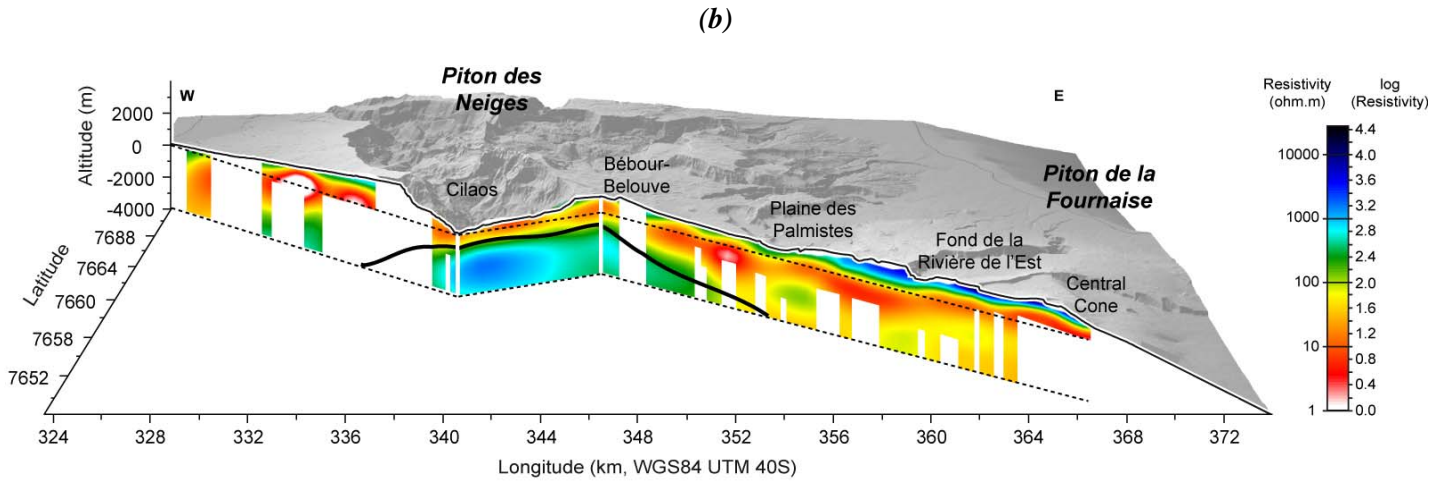 (b)
Piton des
Neiges
W
E
Resistivity
(ohm.m)
log
(Resistivity)
Altitude (m)
2000
0
-2000
-4000
Cilaos
Bébour-
Belouve
Plaine des
Palmistes
Fond de la
Rivière de l'Est
Central
Cone
Piton de la
Fournaise
10000
1000
100
10
1
4.4
4.0
3.6
3.2
2.8
2.4
2.0
1.6
1.2
0.8
0.4
0.0
Latitude
7688
7664
7660
7658
7652
324
328
332
336
340
344
348
352
356
360
364
368
372
Longitude (km, WGS84 UTM 40S)